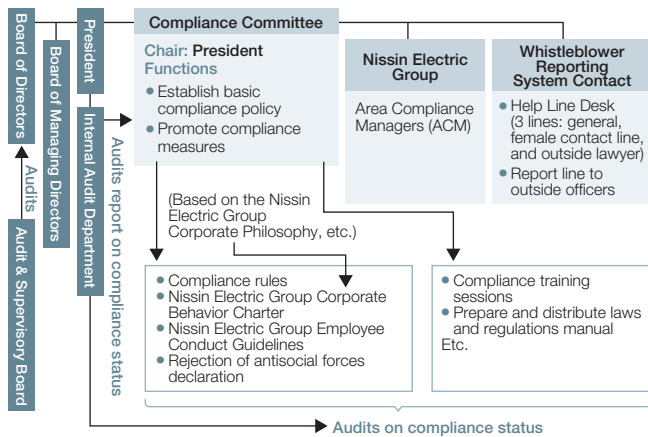 Board of Directors
Audits
Audit & Supervisory Board
Board of Managing Directors
President
Internal Audit Department
Audits report on compliance status
Compliance Committee
Chair: President
Functions
• Establish basic
compliance policy
• Promote compliance
measures
Nissin Electric
Group
Area Compliance
Managers (ACM)
Whistleblower
Reporting
System Contact
• Help Line Desk
(3 lines: general,
female contact line,
and outside lawyer)
• Report line to
outside officers
(Based on the Nissin
Electric Group
Corporate Philosophy, etc.)
• Compliance rules
• Nissin Electric Group Corporate
Behavior Charter
• Nissin Electric Group Employee
Conduct Guidelines
• Rejection of antisocial forces
declaration
• Compliance training
sessions
• Prepare and distribute laws
and regulations manual
Etc.
Audits on compliance status